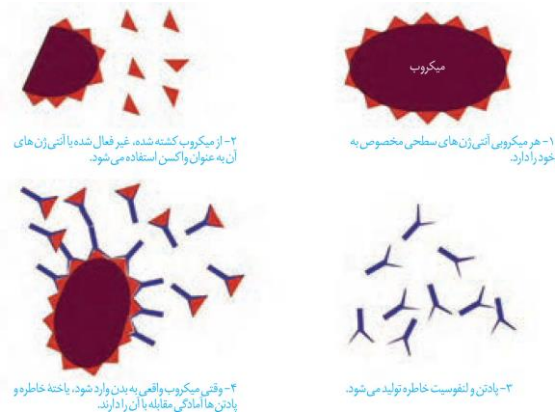 میکروب
۱- هر میکروبی آنتی‌ژن‌های سطحی مخصوص به
خود را دارد.
۲- از میکروب کشته شده، غیر فعال شده یا آنتی‌ژن های
آن به عنوان واکسن استفاده می‌شود.
۳- پادتن و لنفوسیت خاطره تولید می‌شود.
۴- وقتی میکروب واقعی به بدن وارد شود، یاختهٔ خاطره و
پادتن‌ها آمادگی مقابله با آن را دارند.